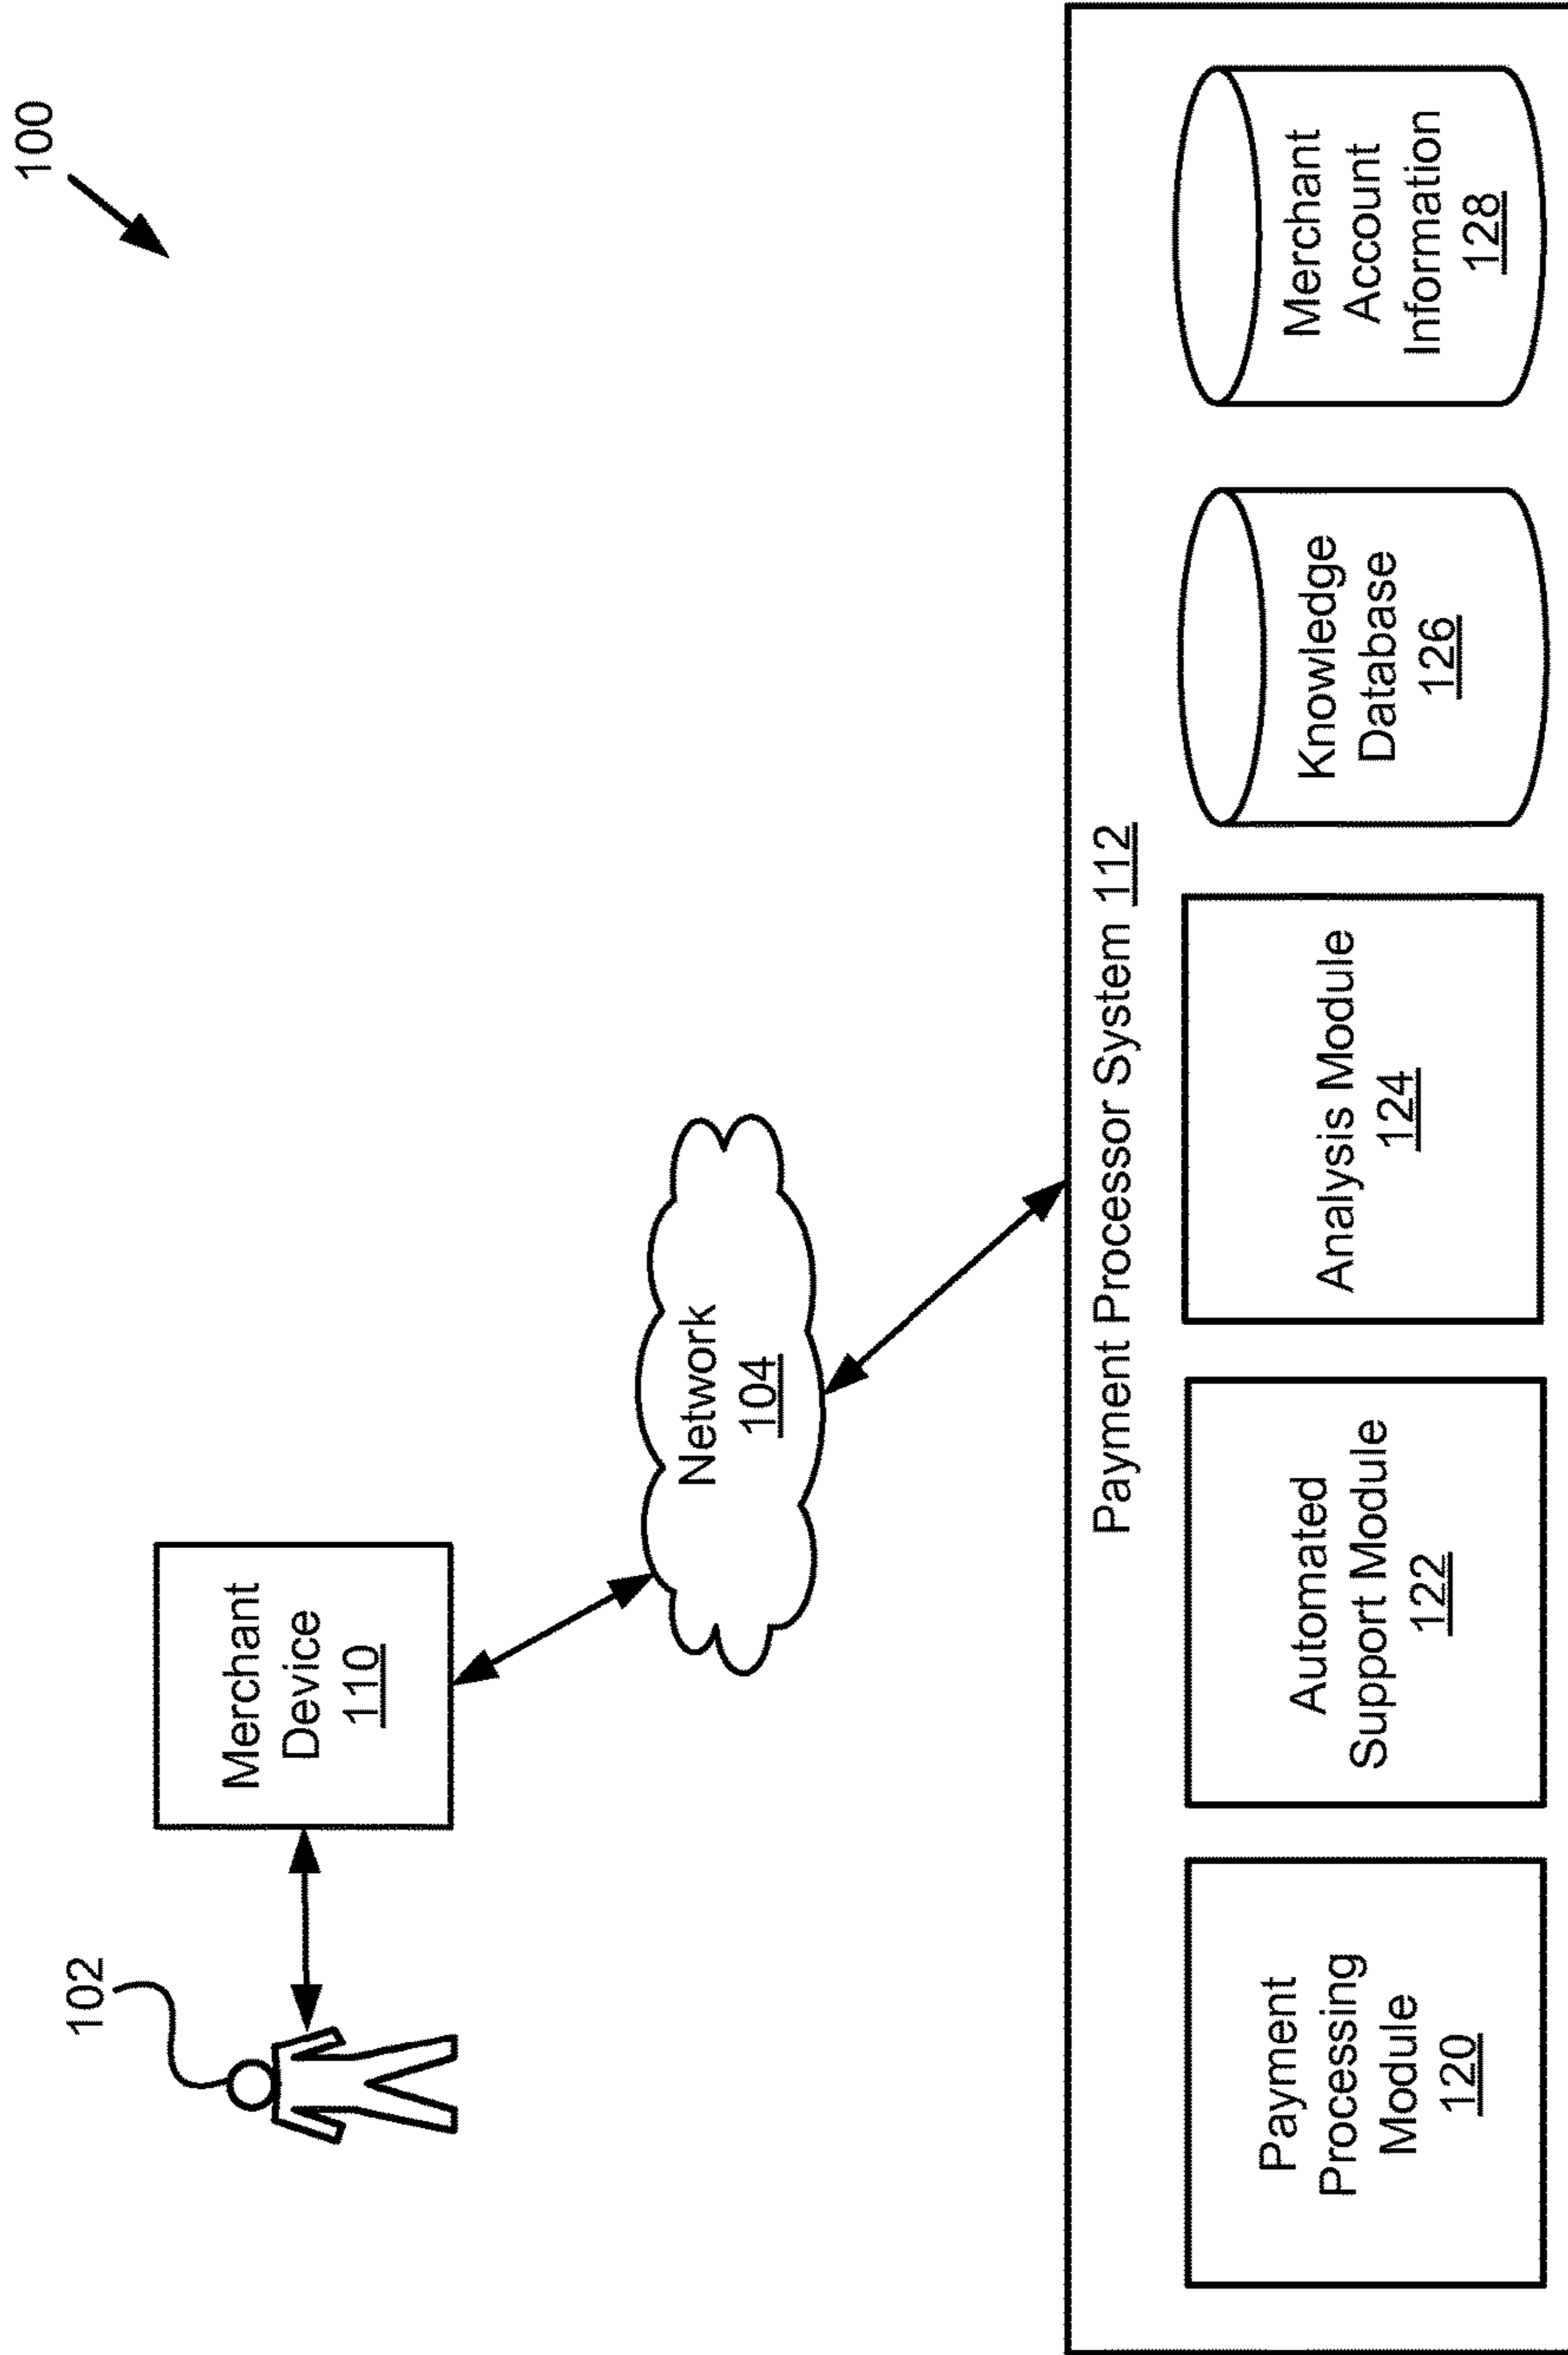 100
102
Merchant
Device
110
Network
104
Payment Processor System 112
Payment
Processing
Module
120
Automated
Support Module
122
Analysis Module
124
Knowledge
Database
126
Merchant
Account
Information
128